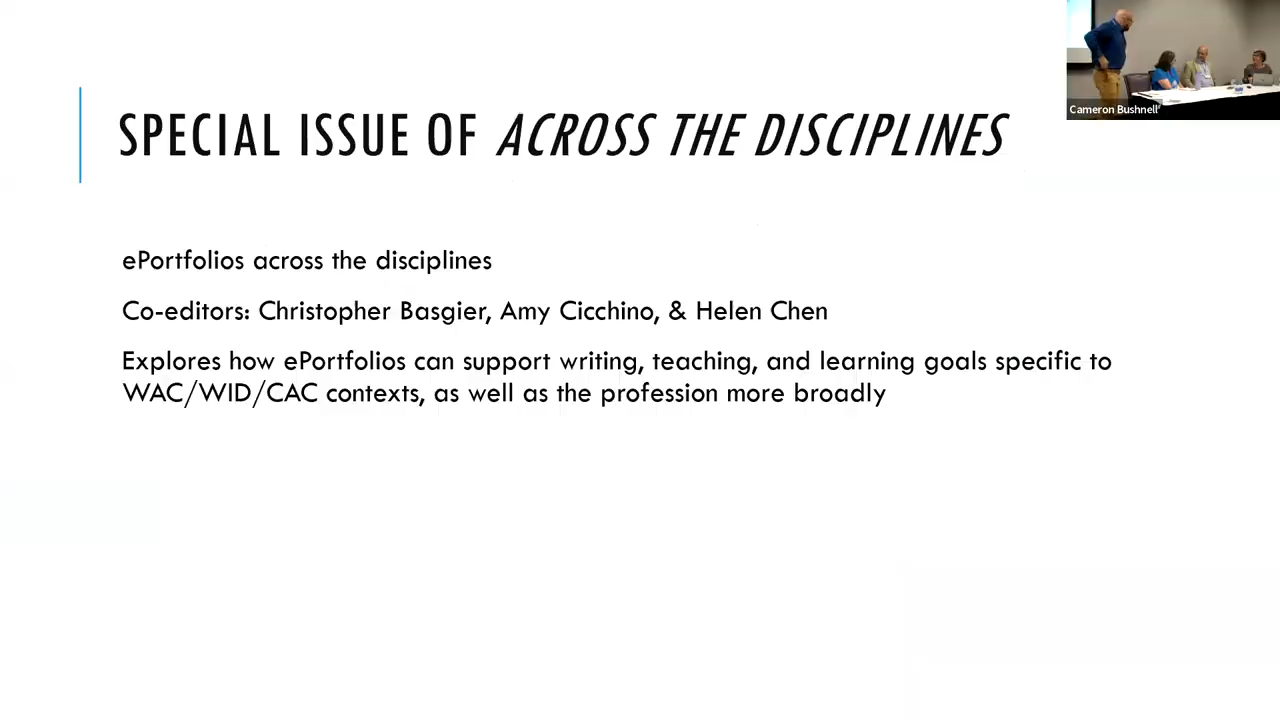 SPECIAL ISSUE OF ACROSS THE DISCIPLINES
ePortfolios across the disciplines
Co-editors: Christopher Basgier, Amy Cicchino, & Helen Chen
Explores how ePortfolios can support writing, teaching, and learning goals specific to
WAC/WID/CAC contexts, as well as the profession more broadly
Cameron Bushnell